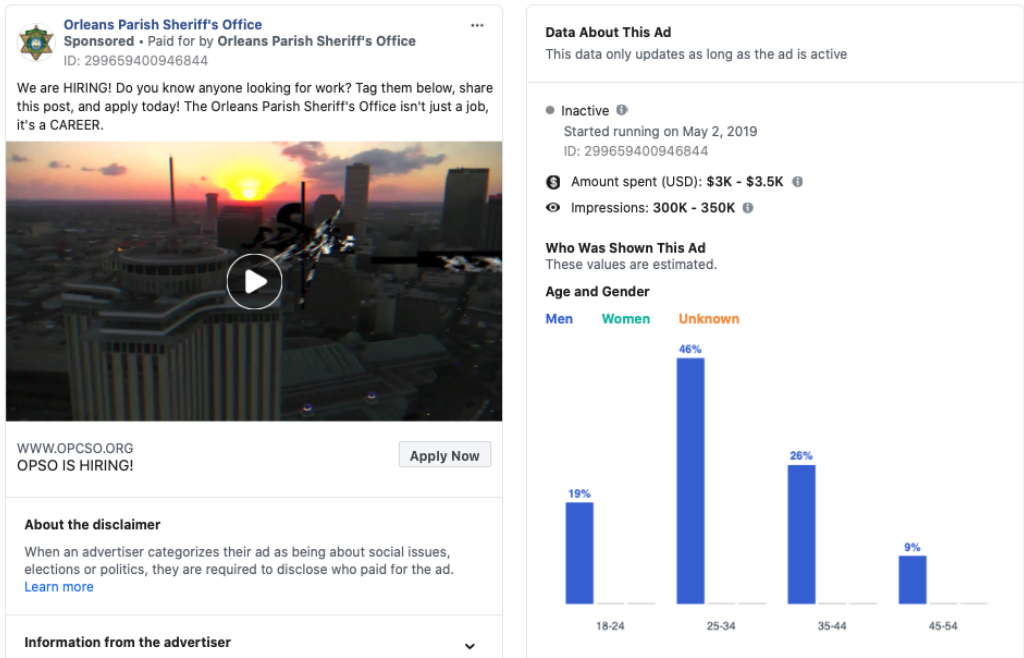 Orleans Parish Sheriff's Office
Sponsored • Paid for by Orleans Parish Sheriff's Office
ID: 299659400946844
We are HIRING! Do you know anyone looking for work? Tag them below, share
this post, and apply today! The Orleans Parish Sheriff's Office isn't just a job,
it's a CAREER.
WWW.OPCSO.ORG
OPSO IS HIRING!
Apply Now
About the disclaimer
When an advertiser categorizes their ad as being about social issues,
elections or politics, they are required to disclose who paid for the ad.
Learn more
Information from the advertiser
Data About This Ad
This data only updates as long as the ad is active
Inactive
Started running on May 2, 2019
ID: 299659400946844
Amount spent (USD): $3K - $3.5K
Impressions: 300K - 350K
Who Was Shown This Ad
These values are estimated.
Age and Gender
Men Women Unknown
46%
26%
19%
9%
18-24 25-34 35-44 45-54